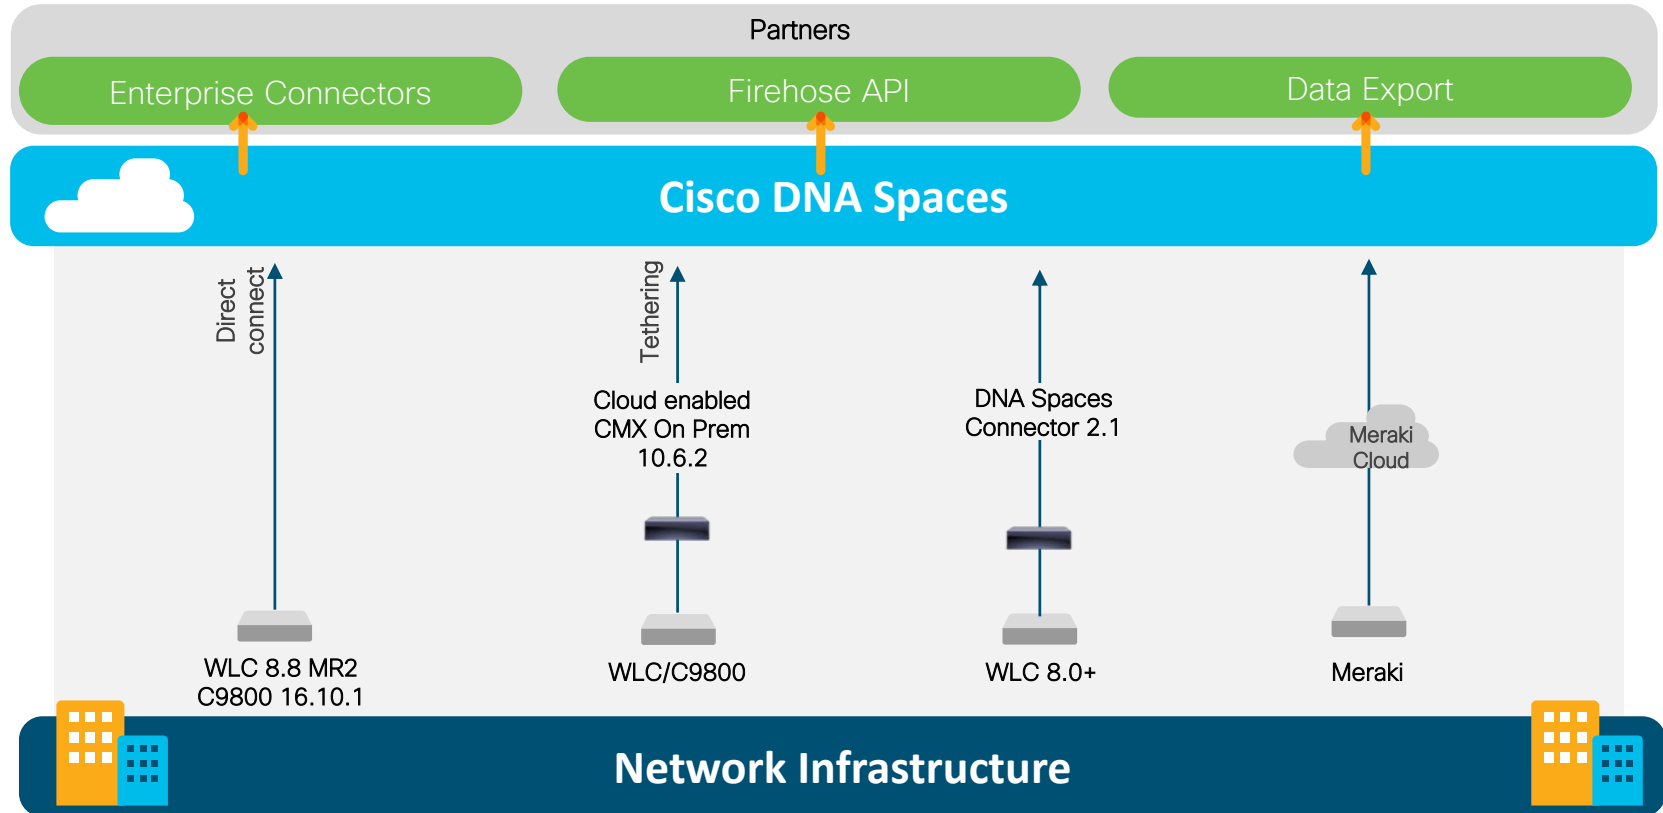 Partners
Enterprise Connectors
Firehose API
Data Export
Cisco DNA Spaces
Direct
connect
Tethering
Cloud enabled
CMX On Prem
10.6.2
DNA Spaces
Connector 2.1
Meraki
Cloud
WLC 8.8 MR2
C9800 16.10.1
WLC/C9800
WLC 8.0+
Meraki
Network Infrastructure